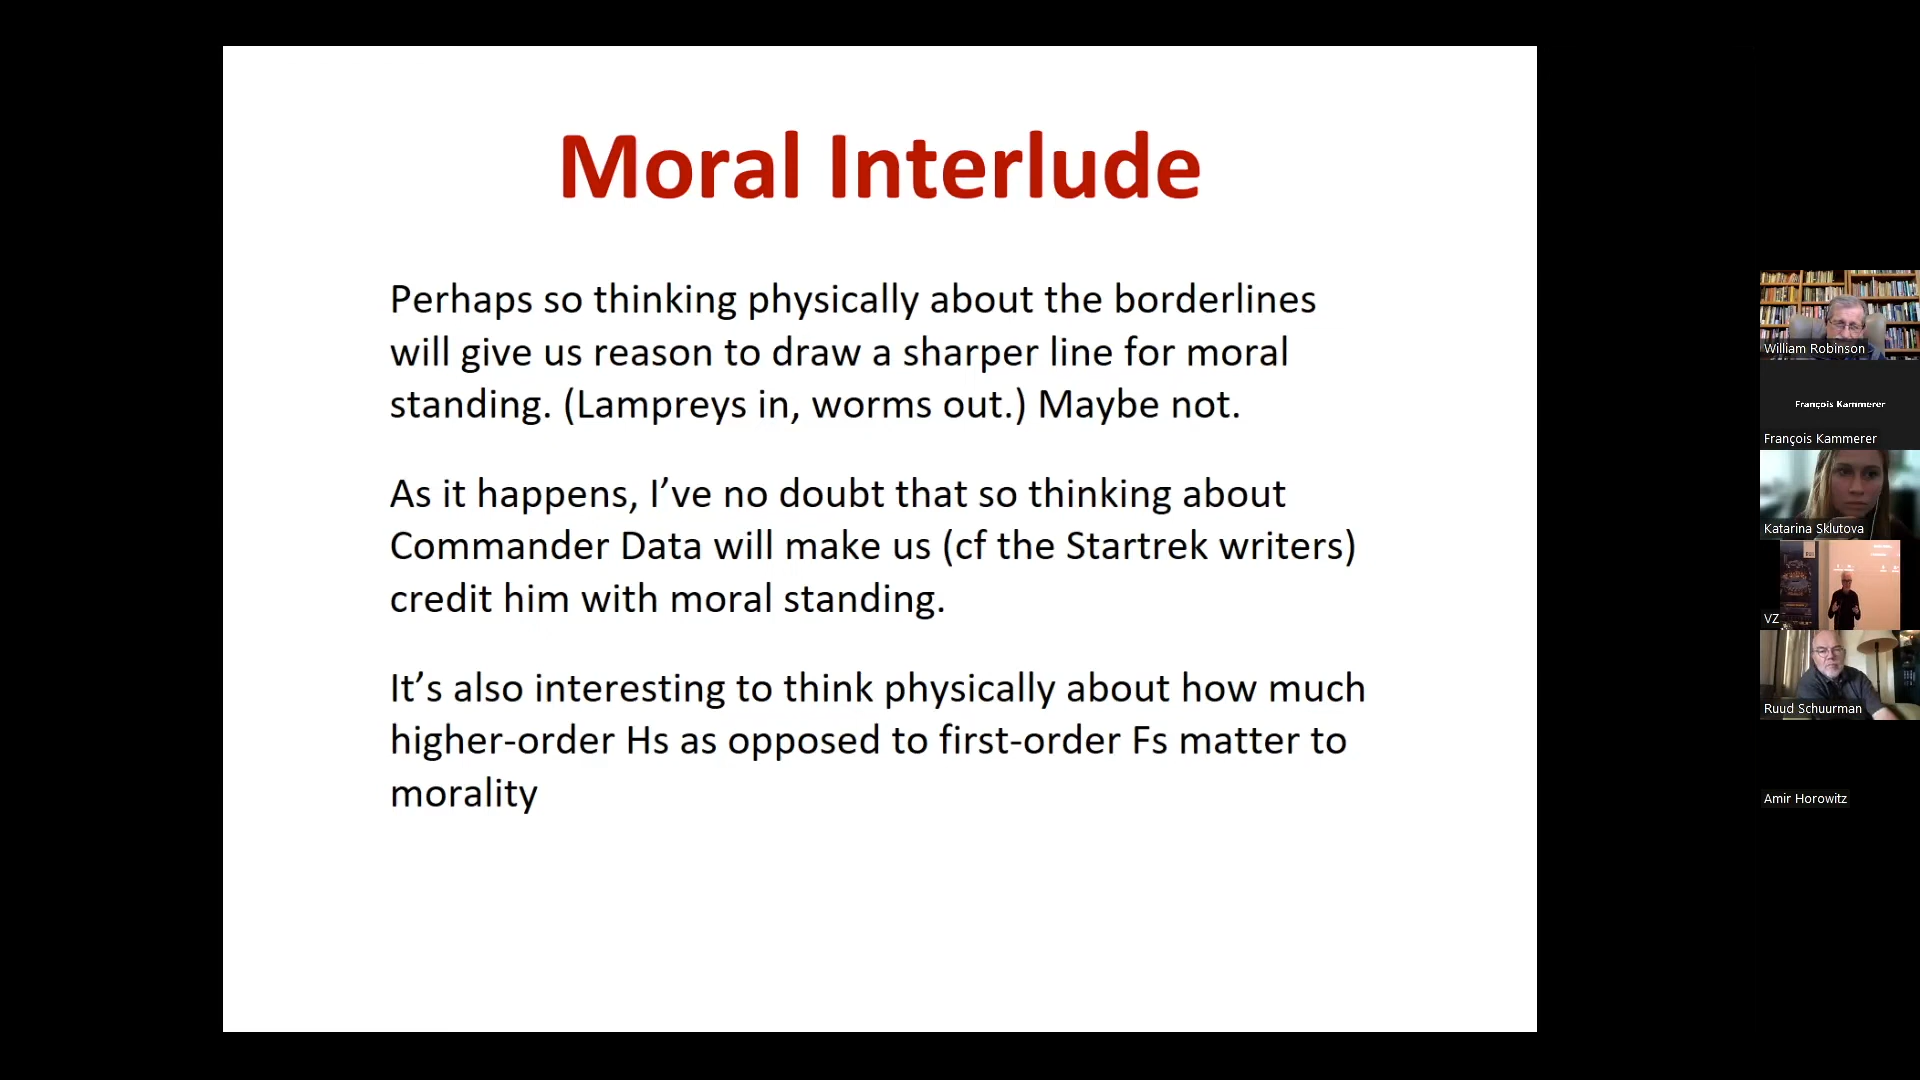 Moral Interlude
Perhaps so thinking physically about the borderlines
will give us reason to draw a sharper line for moral
standing. (Lampreys in, worms out.) Maybe not.
As it happens, I’ve no doubt that so thinking about
Commander Data will make us (cf the Startrek writers)
credit him with moral standing.
It’s also interesting to think physically about how much
higher-order Hs as opposed to first-order Fs matter to
morality
William Robinson
François Kammerer
François Kammerer
Katarina Sklutova
VZ
Ruud Schuurman
Amir Horowitz